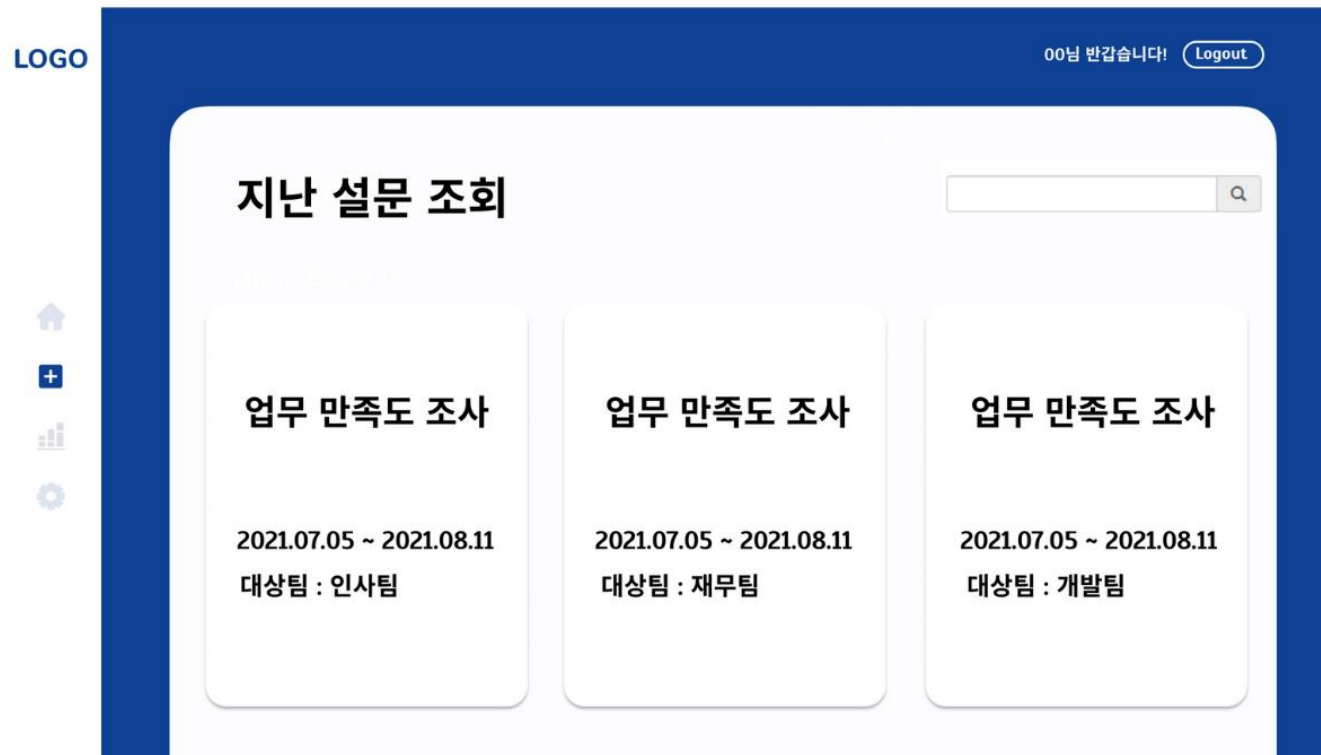 LOGO
00님 반갑습니다! Logout
지난 설문 조회
업무 만족도 조사 업무 만족도 조사 업무 만족도 조사
2021.07.05 ~ 2021.08.11 2021.07.05 ~ 2021.08.11 2021.07.05 ~ 2021.08.11
대상팀 : 인사팀 대상팀 : 재무팀 대상팀 : 개발팀